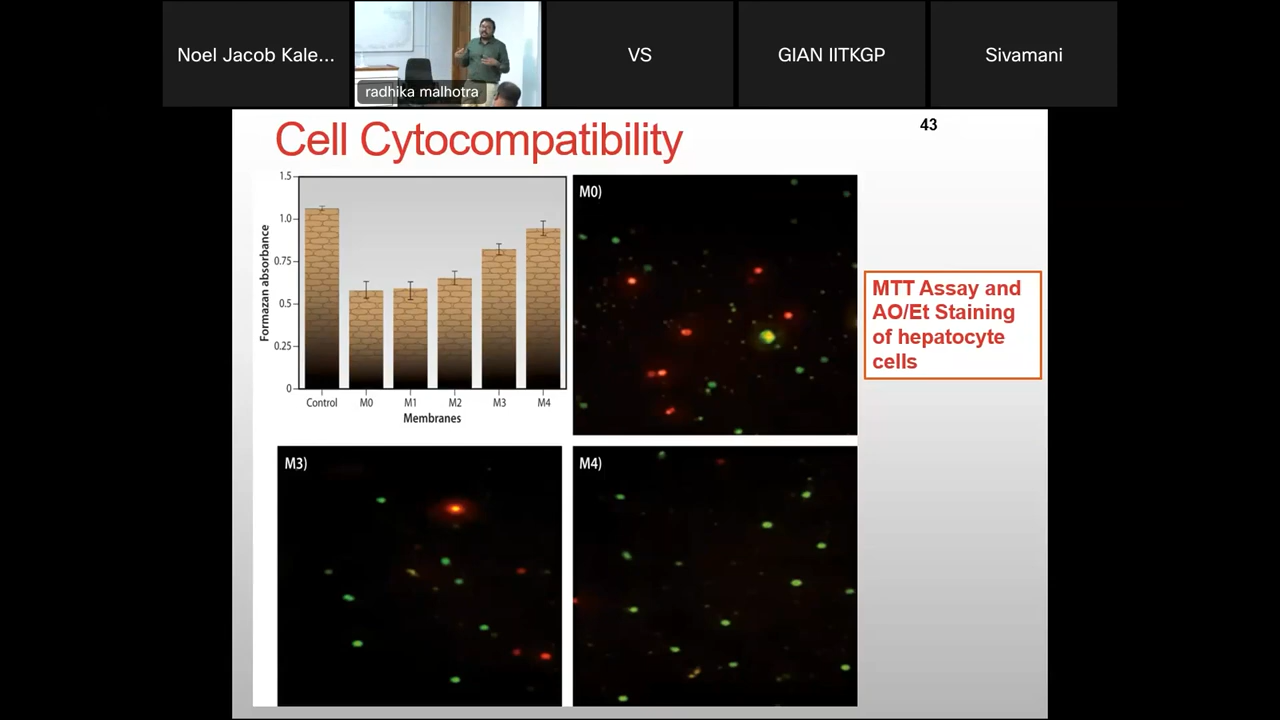 Noel Jacob Kale...
radhika malhotra
VS
GIAN IITKGP
Sivamani
Cell Cytocompatibility
43
1.5
1.0
0.75
0.5
0.25
0
Formazan absorbance
Control M0 M1 M2 M3 M4
Membranes
M0)
MTT Assay and
AO/Et Staining
of hepatocyte
cells
M3)
M4)